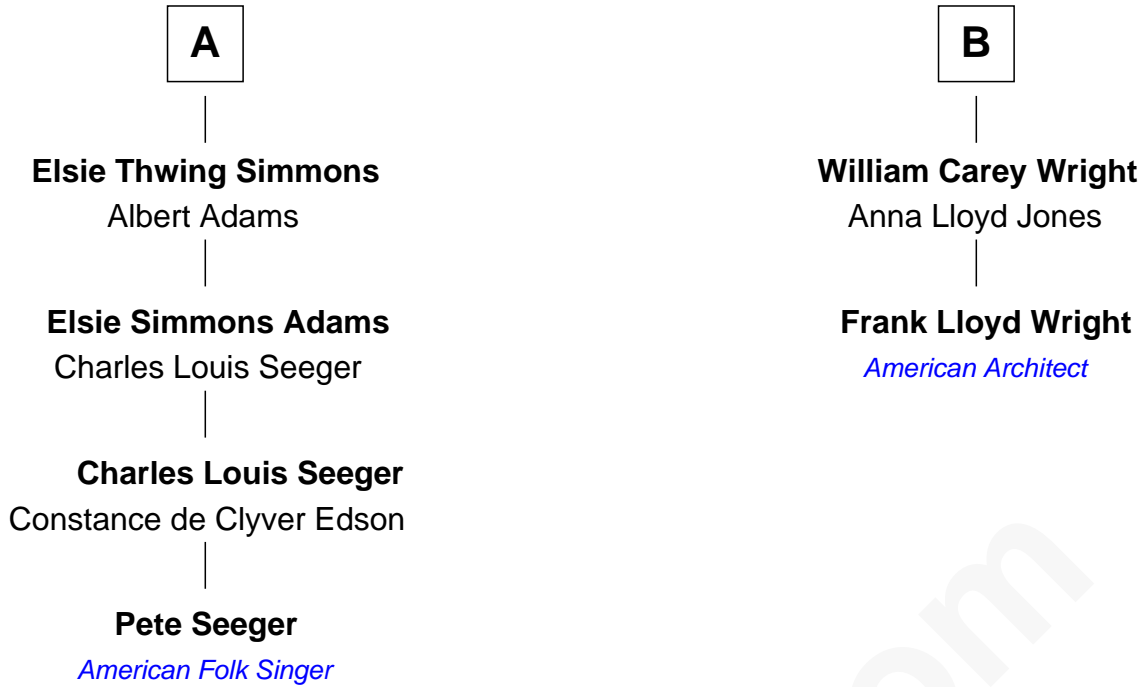 A
Elsie Thwing Simmons
Albert Adams
Elsie Simmons Adams
Charles Louis Seeger
Charles Louis Seeger
Constance de Clyver Edson
Pete Seeger
American Folk Singer
B
William Carey Wright
Anna Lloyd Jones
Frank Lloyd Wright
American Architect
om